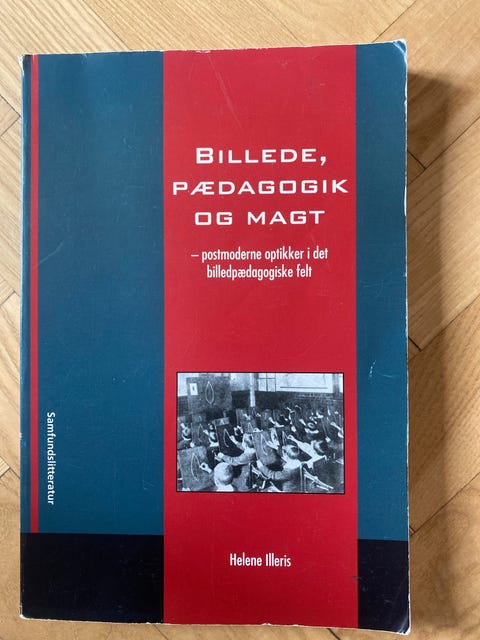 BILLEDE,
PÆDAGOGIK
OG MAGT
– postmoderne optikker i det
billedpædagogiske felt
Samfundslitteratur
Helene Illeris